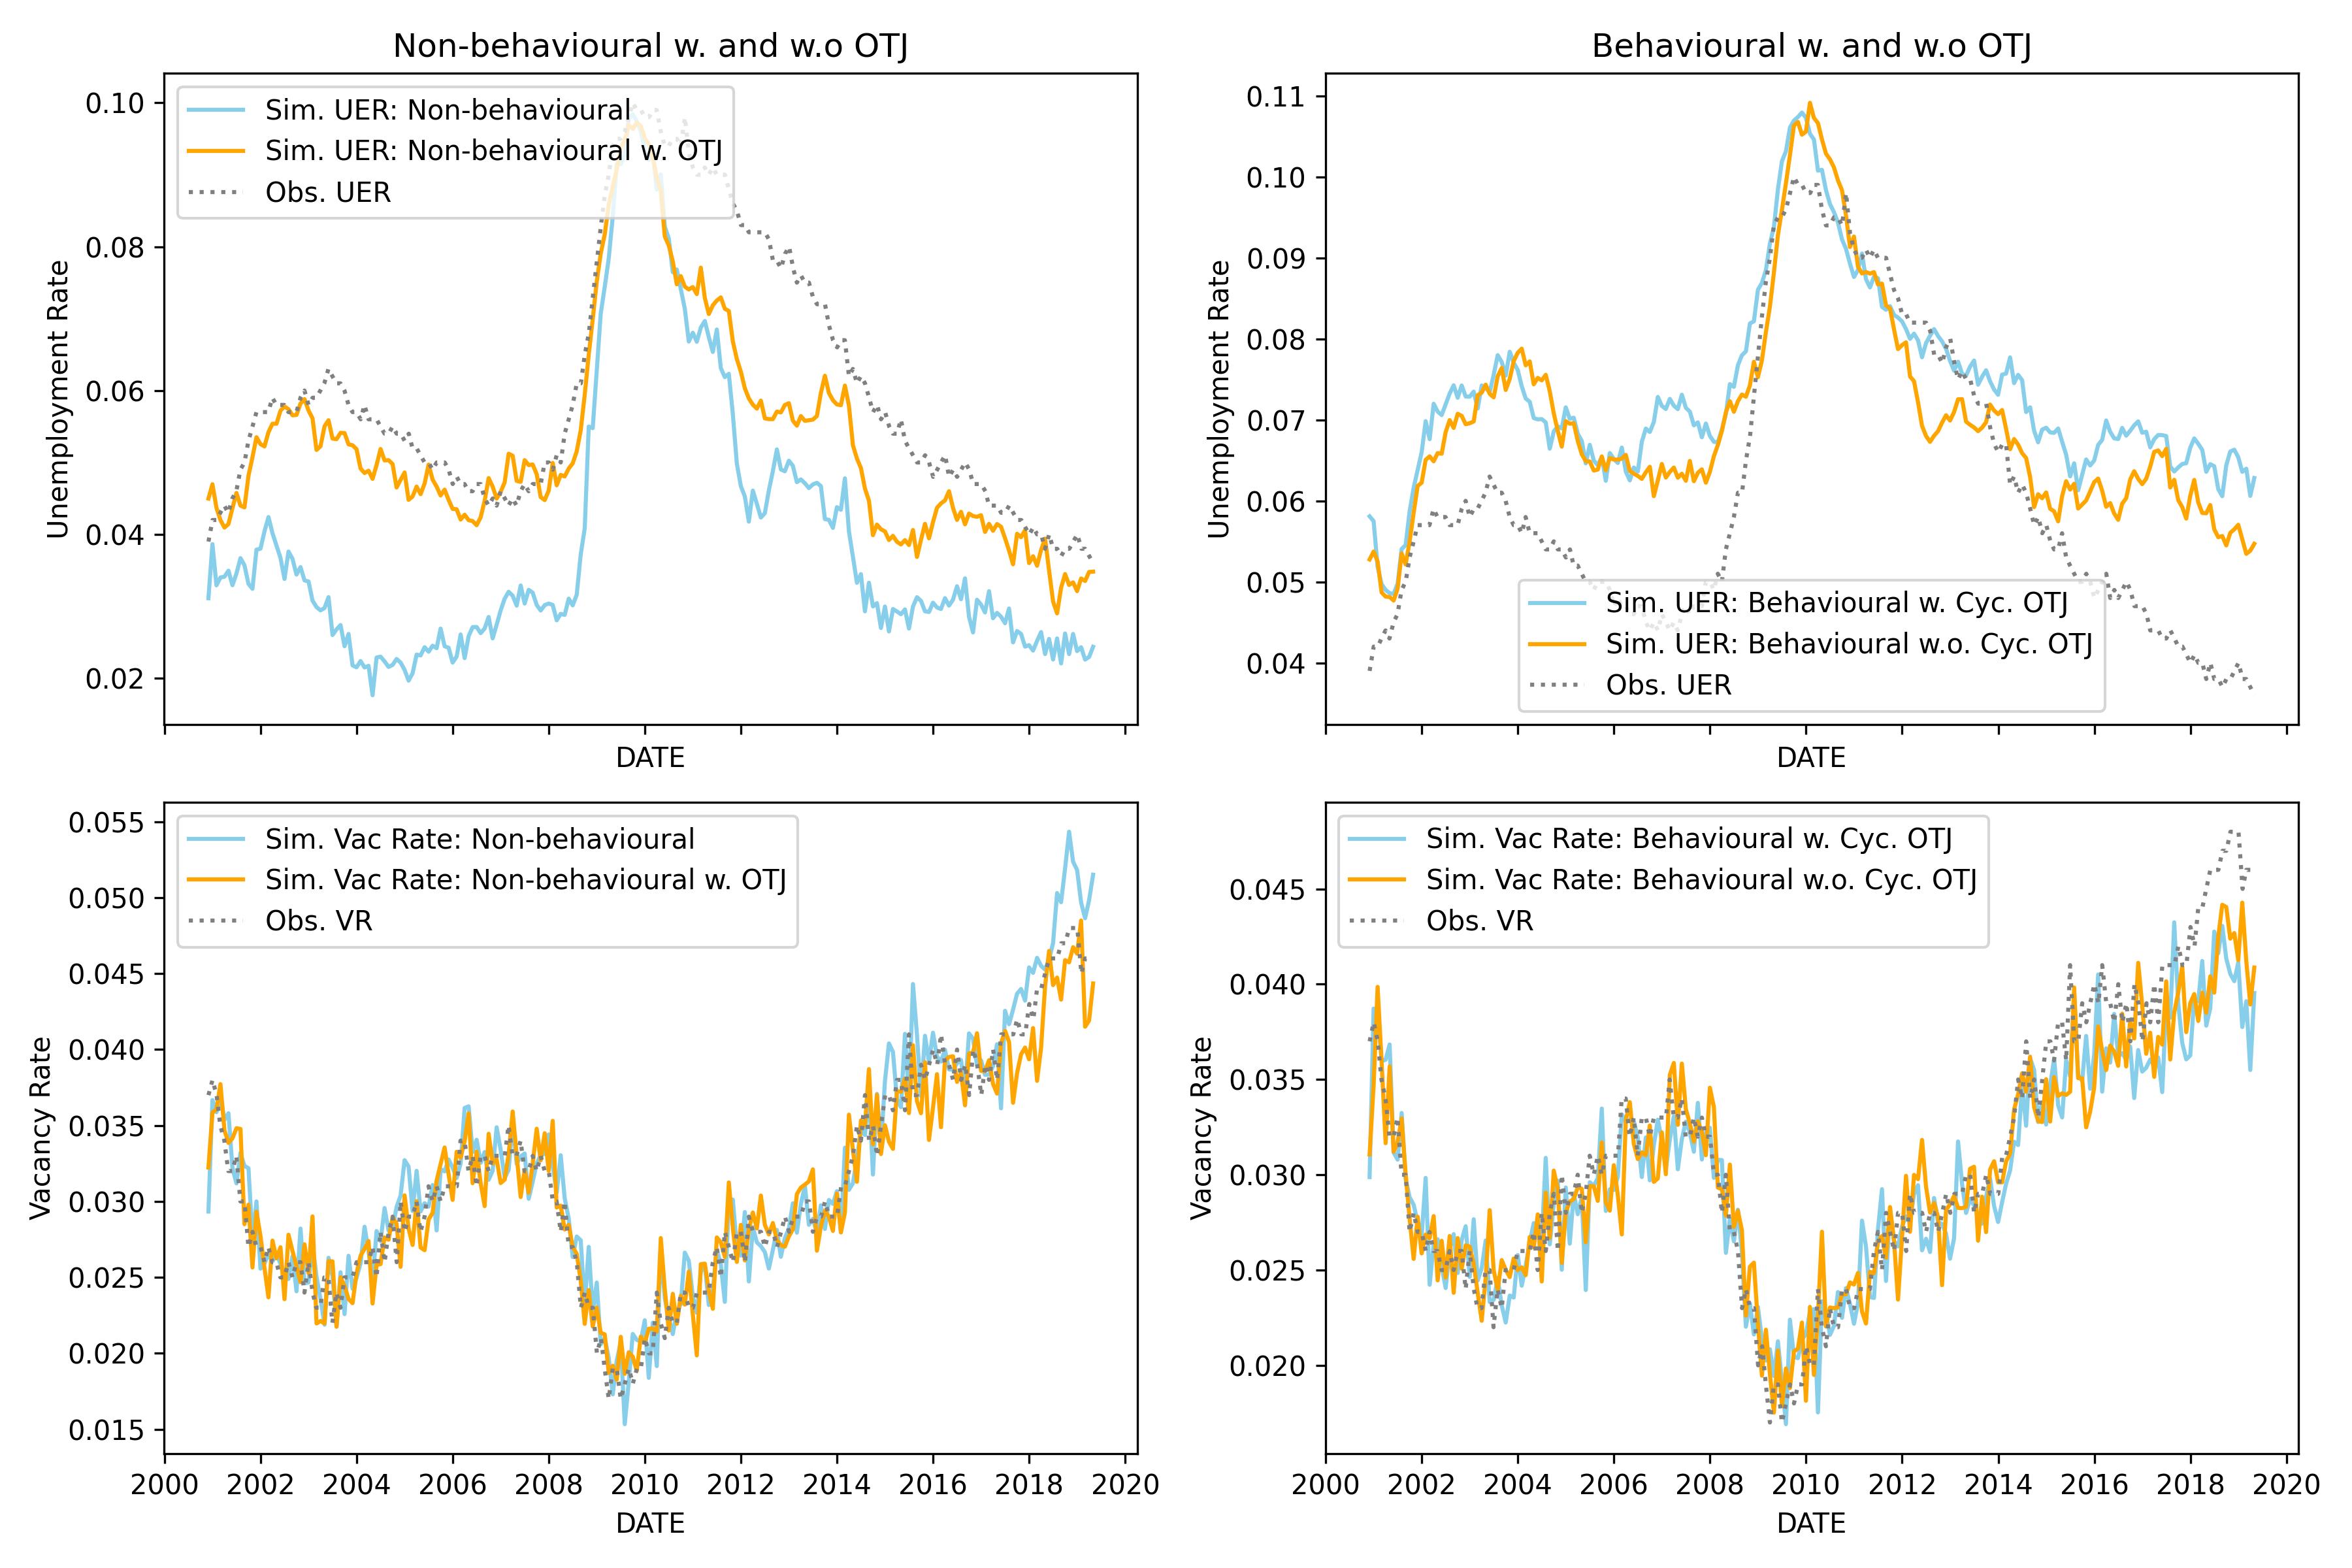 Non-behavioural w. and w.o OTJ
Unemployment Rate
0.10
0.08
0.06
0.04
0.02
Sim. UER: Non-behavioural
Sim. UER: Non-behavioural w. OTJ
Obs. UER
DATE
Behavioural w. and w.o OTJ
Unemployment Rate
0.11
0.10
0.09
0.08
0.07
0.06
0.05
0.04
Sim. UER: Behavioural w. Cyc. OTJ
Sim. UER: Behavioural w.o. Cyc. OTJ
Obs. UER
DATE
Vacancy Rate
0.055
0.050
0.045
0.040
0.035
0.030
0.025
0.020
0.015
Sim. Vac Rate: Non-behavioural
Sim. Vac Rate: Non-behavioural w. OTJ
Obs. VR
2000 2002 2004 2006 2008 2010 2012 2014 2016 2018 2020
DATE
Vacancy Rate
0.045
0.040
0.035
0.030
0.025
0.020
Sim. Vac Rate: Behavioural w. Cyc. OTJ
Sim. Vac Rate: Behavioural w.o. Cyc. OTJ
Obs. VR
2000 2002 2004 2006 2008 2010 2012 2014 2016 2018 2020
DATE